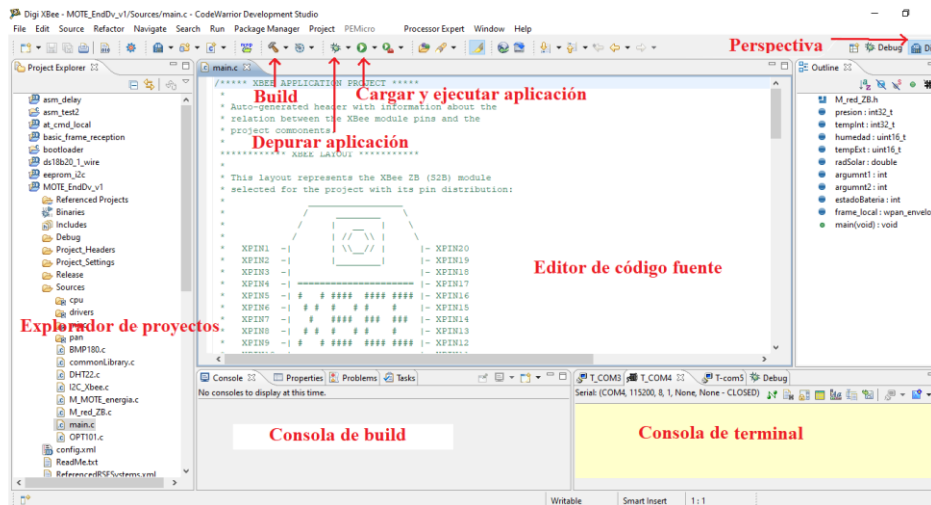 Digi XBee - MOTE_EndDv_v1/Sources/main.c - CodeWarrior Development Studio
File Edit Source Refactor Navigate Search Run Package Manager Project PEMicro Processor Expert Window Help
Perspectiva
Debug
Project Explorer
main.c
Outline
Build
Cargar y ejecutar aplicación
Depurar aplicación
asm_delay
asm_test2
at_cmd_local
basic_frame_reception
bootloader
ds18b20_1_wire
eeprom_i2c
MOTE_EndDv_v1
Referenced Projects
Binaries
Includes
Debug
Project_Headers
Project_Settings
Release
Sources
cpu
drivers
Explorador de proyectos
pan
BMP180.c
commonLibrary.c
DHT22.c
I2C_Xbee.c
M_MOTE_energia.c
M_red_ZB.c
main.c
OPT101.c
config.xml
ReadMe.txt
ReferencedRSESystems.xml
/***** XBEE APPLICATION PROJECT *****
*
* Auto-generated header with information about the
* relation between the XBee module pins and the
* project components.
*
************ XBEE LAYOUT ***********
*
* This layout represents the XBee ZB (S2B) module
* selected for the project with its pin distribution:
*
* XPIN1 -| |- XPIN20
* XPIN2 -| |- XPIN19
* XPIN3 -| |- XPIN18
* XPIN4 -| ====================== |- XPIN17
* XPIN5 -| # # #### #### #### |- XPIN16
* XPIN6 -| # # # # # # |- XPIN15
* XPIN7 -| # #### ### ### |- XPIN14
* XPIN8 -| # # # # # # |- XPIN13
* XPIN9 -| # # #### #### #### |- XPIN12
Editor de código fuente
M_red_ZB.h
presion : int32_t
tempInt : int32_t
humedad : uint16_t
tempExt : uint16_t
radSolar : double
argumnt1 : int
argumnt2 : int
estadoBateria : int
frame_local : wpan_envelo
main(void) : void
Console Properties Problems Tasks
No consoles to display at this time.
Consola de build
T_COM3 T_COM4 T-com5 Debug
Serial: (COM4, 115200, 8, 1, None, None - CLOSED)
Consola de terminal
Writable Smart Insert 1 : 1